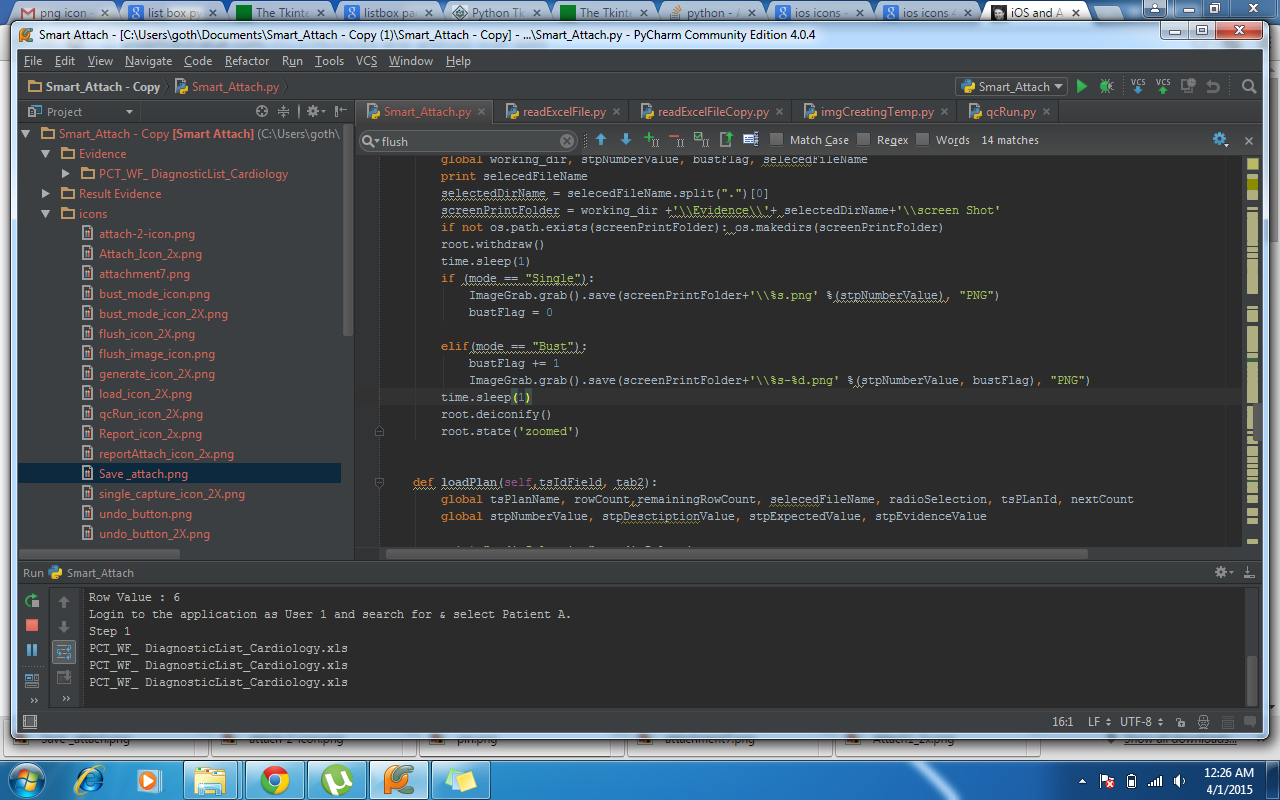 png icon -
list box py
The Tkinte
listbox pa
Python Tk
The Tkinte
python - 
ios icons -
ios icons 4
iOS and A
Smart Attach - [C:\Users\goth\Documents\Smart_Attach - Copy (1)\Smart_Attach - Copy] - ...\Smart_Attach.py - PyCharm Community Edition 4.0.4
File Edit View Navigate Code Refactor Run Tools VCS Window Help
Smart_Attach - Copy Smart_Attach.py
Smart_Attach
VCS VCS
Project
Smart_Attach.py readExcelFile.py readExcelFileCopy.py imgCreatingTemp.py qcRun.py
flush
Match Case Regex Words 14 matches
Smart_Attach - Copy [Smart Attach] (C:\Users\goth\
Evidence
PCT_WF_ DiagnosticList_Cardiology
Result Evidence
icons
attach-2-icon.png
Attach_Icon_2x.png
attachment7.png
bust_mode_icon.png
bust_mode_icon_2X.png
flush_icon_2X.png
flush_image_icon.png
generate_icon_2X.png
load_icon_2X.png
qcRun_icon_2X.png
Report_icon_2x.png
reportAttach_icon_2x.png
Save _attach.png
single_capture_icon_2X.png
undo_button.png
undo_button_2X.png
global working_dir, stpNumberValue, bustFlag, selecedFileName
print selecedFileName
selectedDirName = selecedFileName.split(".")[0]
screenPrintFolder = working_dir +'\\Evidence\\'+ selectedDirName+'\\screen Shot'
if not os.path.exists(screenPrintFolder): os.makedirs(screenPrintFolder)
root.withdraw()
time.sleep(1)
if (mode == "Single"):
ImageGrab.grab().save(screenPrintFolder+'\\%s.png' %(stpNumberValue), "PNG")
bustFlag = 0
elif(mode == "Bust"):
bustFlag += 1
ImageGrab.grab().save(screenPrintFolder+'\\%s-%d.png' %(stpNumberValue, bustFlag), "PNG")
time.sleep(1)
root.deiconify()
root.state('zoomed')
def loadPlan(self,tsIdField, tab2):
global tsPlanName, rowCount,remainingRowCount, selecedFileName, radioSelection, tsPLanId, nextCount
global stpNumberValue, stpDesctiptionValue, stpExpectedValue, stpEvidenceValue
Run Smart_Attach
Row Value : 6
Login to the application as User 1 and search for & select Patient A.
Step 1
PCT_WF_ DiagnosticList_Cardiology.xls
PCT_WF_ DiagnosticList_Cardiology.xls
PCT_WF_ DiagnosticList_Cardiology.xls
16:1 LF UTF-8
Save _attach.png attach-2-icon.png pin.png attachment7.png Attach2_2x.png Show all downloads...
12:26 AM
4/1/2015